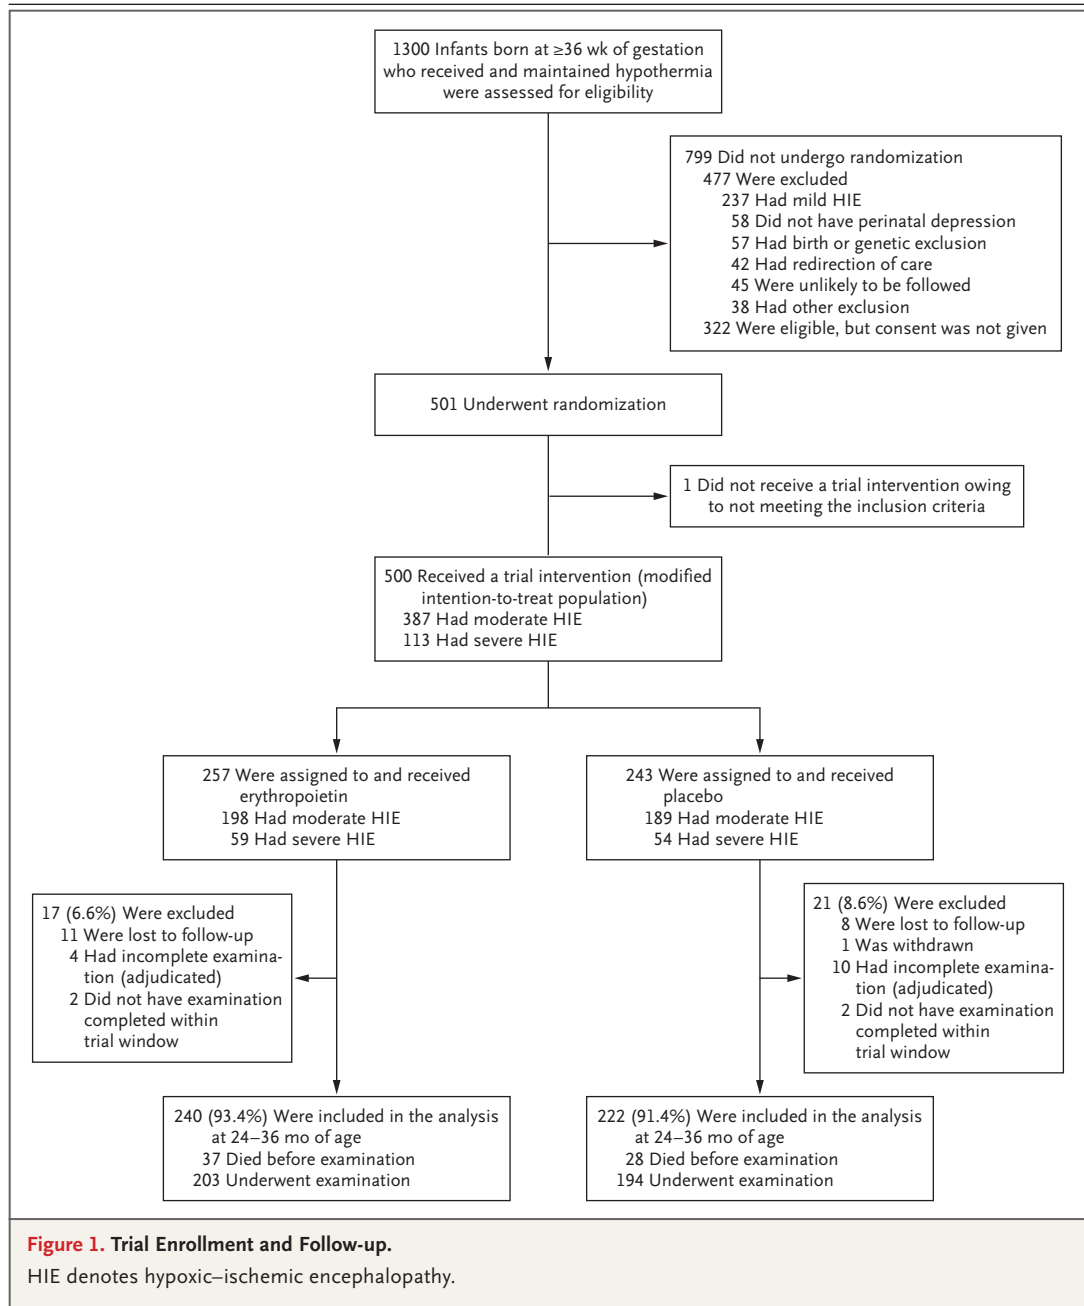 1300 Infants born at ≥36 wk of gestation
who received and maintained hypothermia
were assessed for eligibility
799 Did not undergo randomization
477 Were excluded
237 Had mild HIE
58 Did not have perinatal depression
57 Had birth or genetic exclusion
42 Had redirection of care
45 Were unlikely to be followed
38 Had other exclusion
322 Were eligible, but consent was not given
501 Underwent randomization
1 Did not receive a trial intervention owing
to not meeting the inclusion criteria
500 Received a trial intervention (modified
intention-to-treat population)
387 Had moderate HIE
113 Had severe HIE
257 Were assigned to and received
erythropoietin
198 Had moderate HIE
59 Had severe HIE
243 Were assigned to and received
placebo
189 Had moderate HIE
54 Had severe HIE
17 (6.6%) Were excluded
11 Were lost to follow-up
4 Had incomplete examina-
tion (adjudicated)
2 Did not have examination
completed within
trial window
21 (8.6%) Were excluded
8 Were lost to follow-up
1 Was withdrawn
10 Had incomplete examina-
tion (adjudicated)
2 Did not have examination
completed within
trial window
240 (93.4%) Were included in the analysis
at 24–36 mo of age
37 Died before examination
203 Underwent examination
222 (91.4%) Were included in the analysis
at 24–36 mo of age
28 Died before examination
194 Underwent examination
Figure 1. Trial Enrollment and Follow-up.
HIE denotes hypoxic–ischemic encephalopathy.